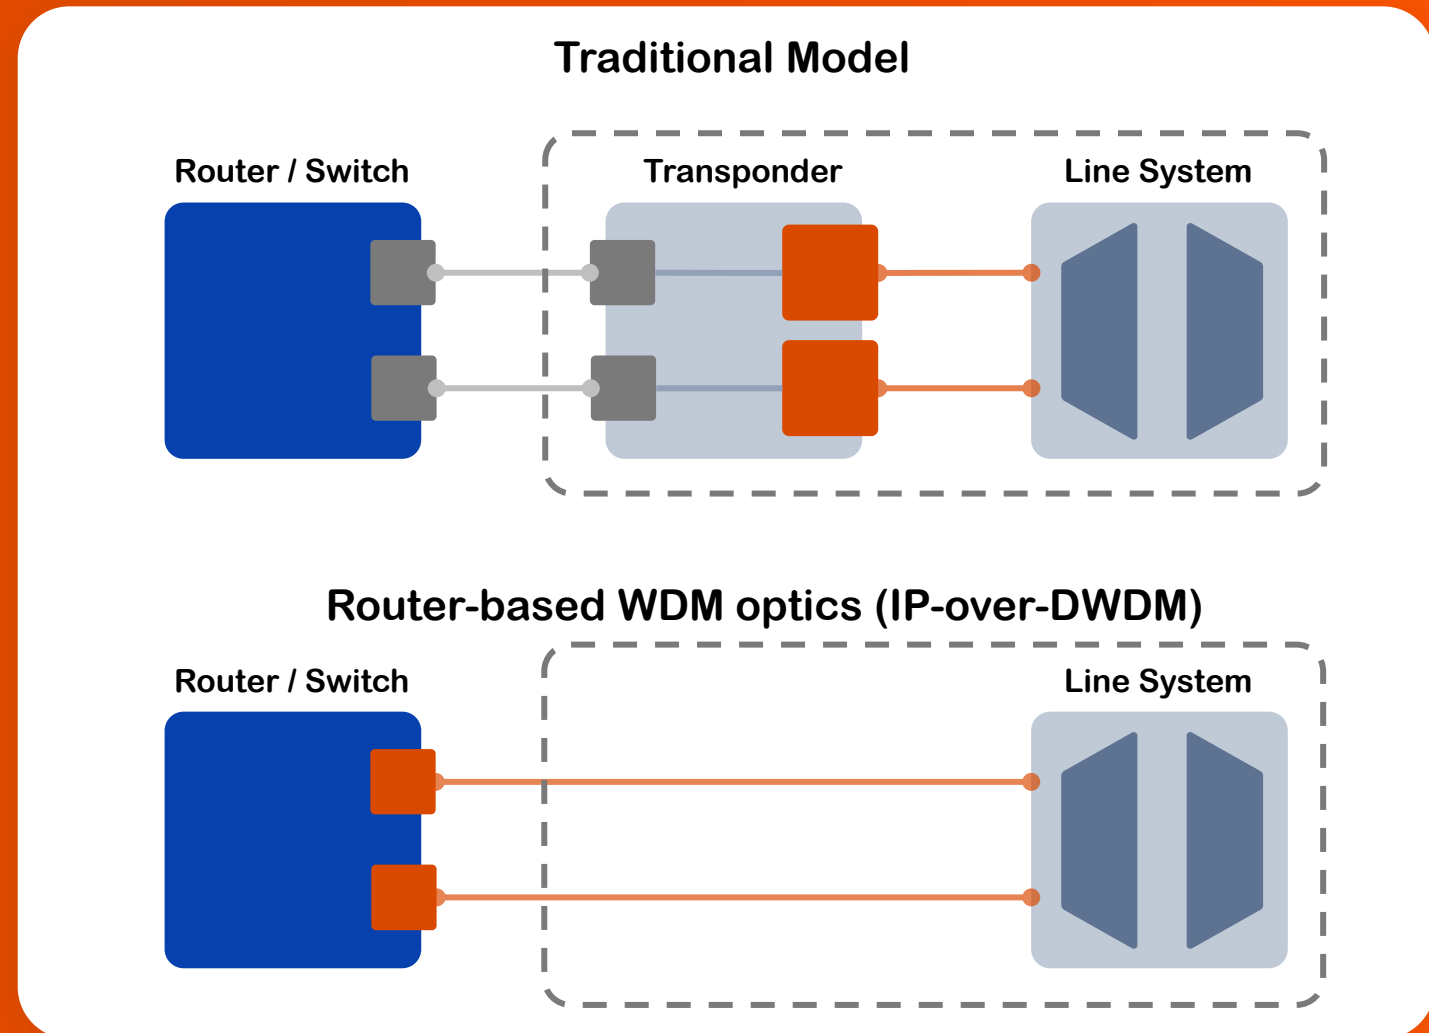 Traditional Model
Router / Switch
Transponder
Line System
Router-based WDM optics (IP-over-DWDM)
Router / Switch
Line System